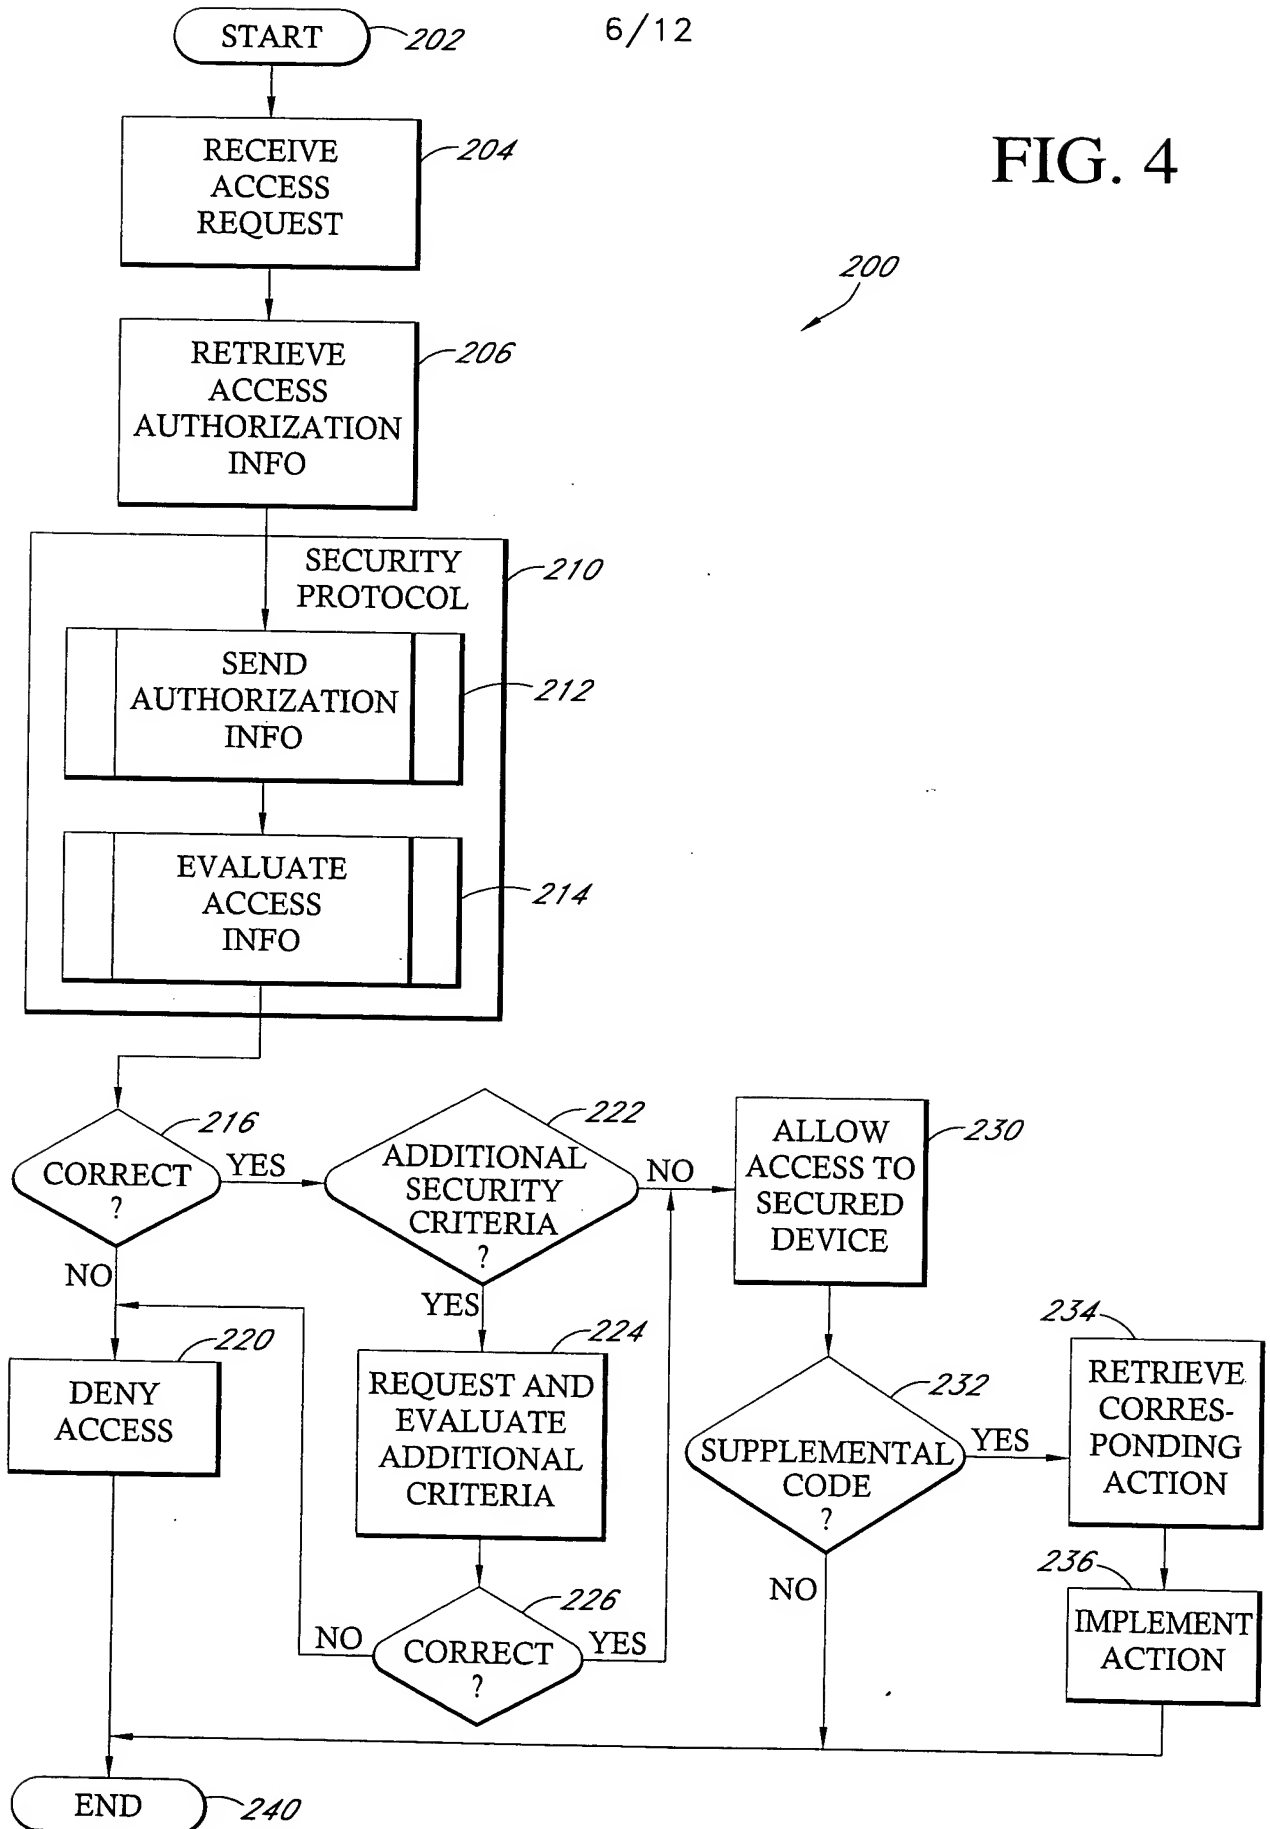 6/12
FIG. 4
START
202
RECEIVE
ACCESS
REQUEST
204
200
RETRIEVE
ACCESS
AUTHORIZATION
INFO
206
SECURITY
PROTOCOL
210
SEND
AUTHORIZATION
INFO
212
EVALUATE
ACCESS
INFO
214
CORRECT
?
216
YES
NO
ADDITIONAL
SECURITY
CRITERIA
?
222
NO
YES
ALLOW
ACCESS TO
SECURED
DEVICE
230
DENY
ACCESS
220
REQUEST AND
EVALUATE
ADDITIONAL
CRITERIA
224
SUPPLEMENTAL
CODE
?
232
YES
NO
RETRIEVE
CORRES-
PONDING
ACTION
234
CORRECT
?
226
NO
YES
IMPLEMENT
ACTION
236
END
240